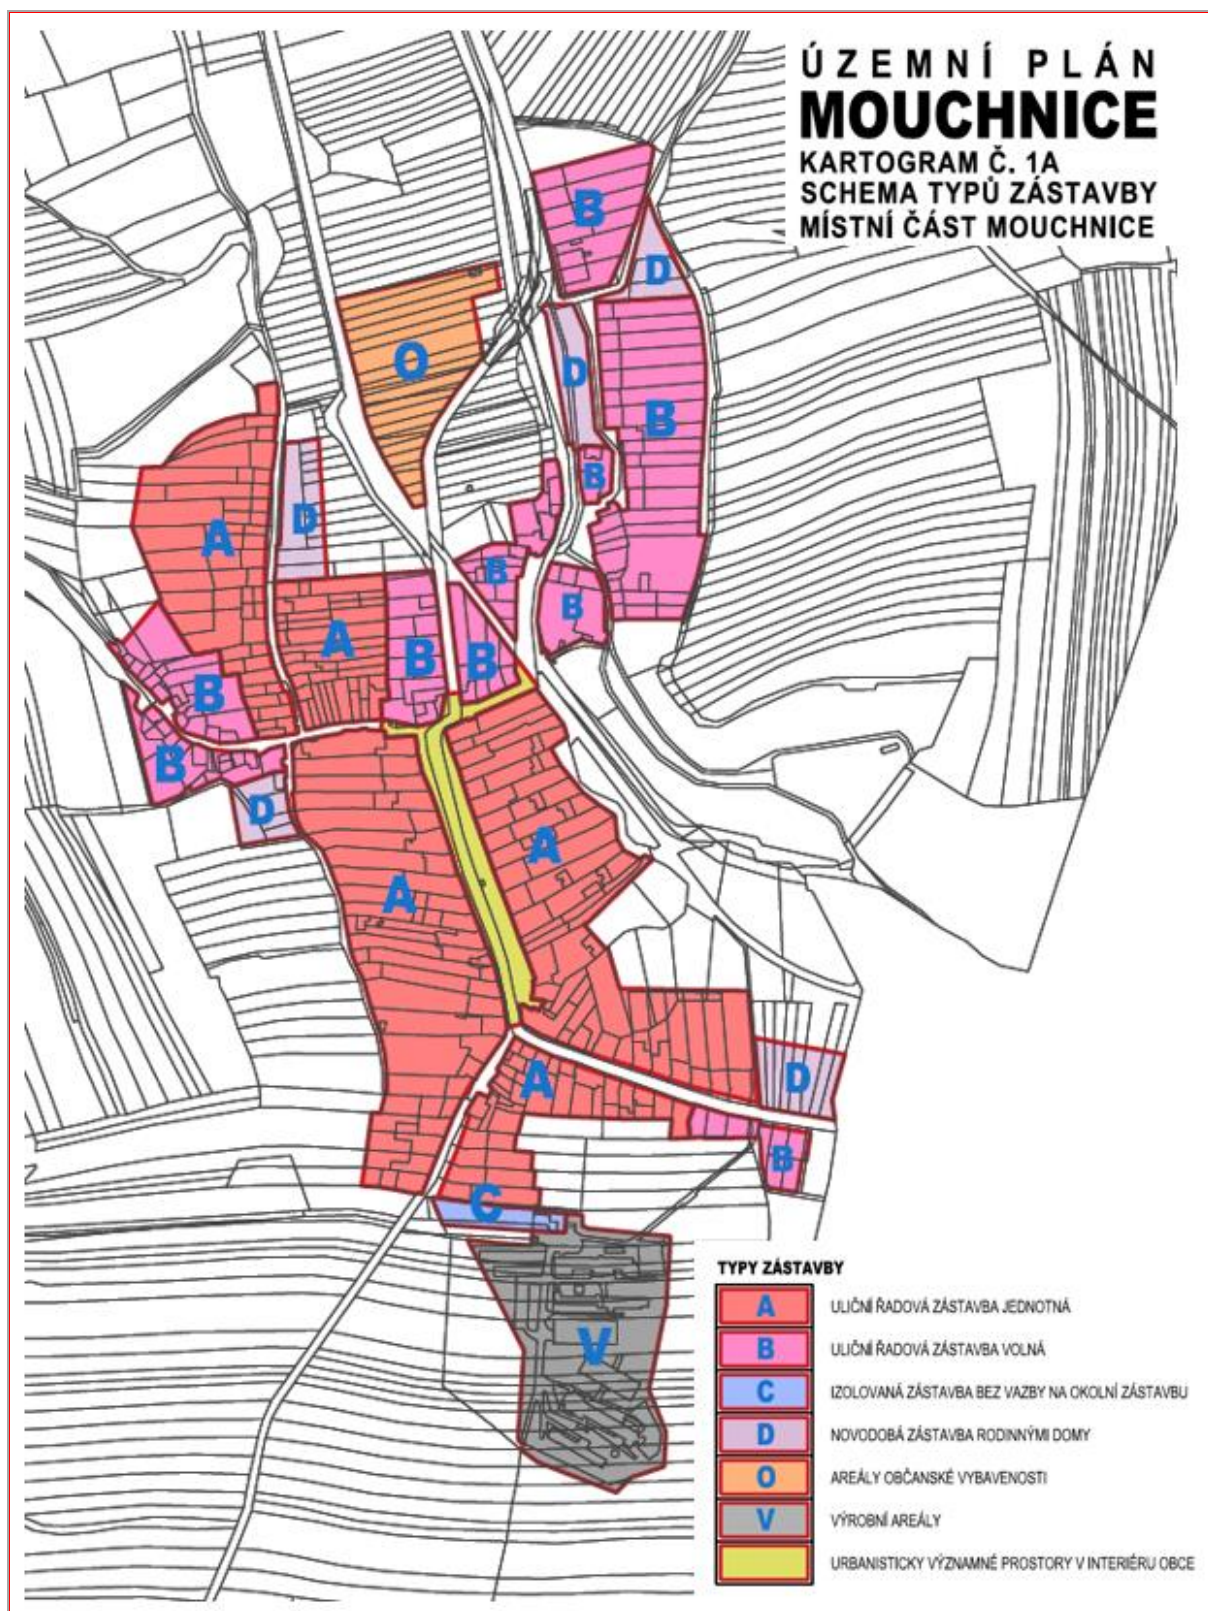 ÚZEMNÍ PLÁN
MOUCHNICE
KARTOGRAM Č. 1A
SCHEMA TYPŮ ZÁSTAVBY
MÍSTNÍ ČÁST MOUCHNICE
B
D
O
D
B
B
A
D
B
B
A
B
B
B
B
D
A
A
A
D
B
C
V
TYPY ZÁSTAVBY
A ULIČNÍ ŘADOVÁ ZÁSTAVBA JEDNOTNÁ
B ULIČNÍ ŘADOVÁ ZÁSTAVBA VOLNÁ
C IZOLOVANÁ ZÁSTAVBA BEZ VAZBY NA OKOLNÍ ZÁSTAVBU
D NOVODOBÁ ZÁSTAVBA RODINNÝMI DOMY
O AREÁLY OBČANSKÉ VYBAVENOSTI
V VÝROBNÍ AREÁLY
URBANISTICKY VÝZNAMNÉ PROSTORY V INTERIÉRU OBCE